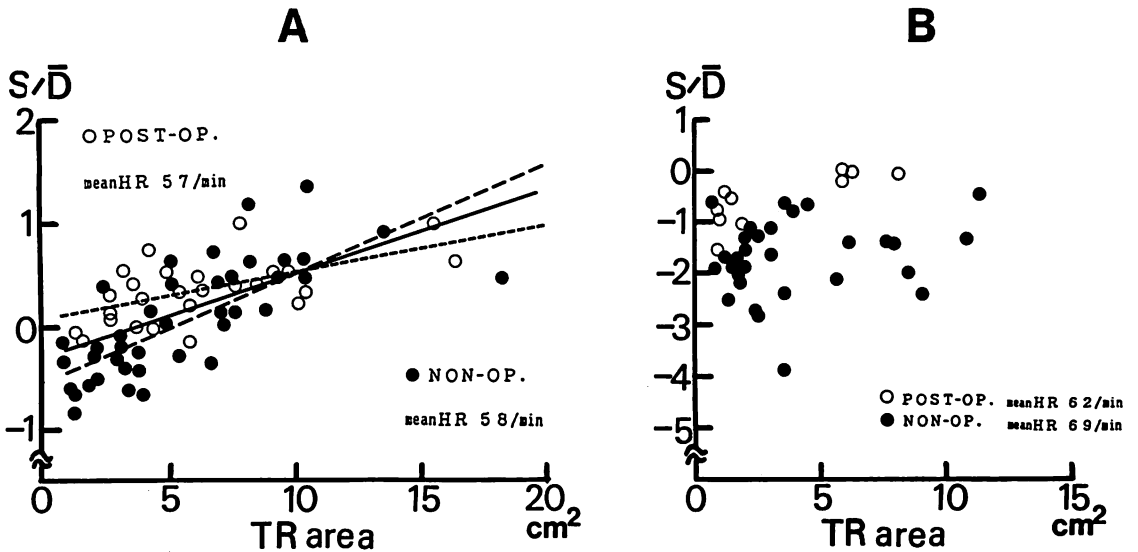 A
S/D̄
2
1
0
−1
○ POST-OP.
meanHR 57/min
● NON-OP.
meanHR 58/min
0 5 10 15 20
TR area cm²
B
S/D̄
1
0
−1
−2
−3
−4
−5
○ POST-OP. meanHR 62/min
● NON-OP. meanHR 69/min
0 5 10 15
TR area cm²